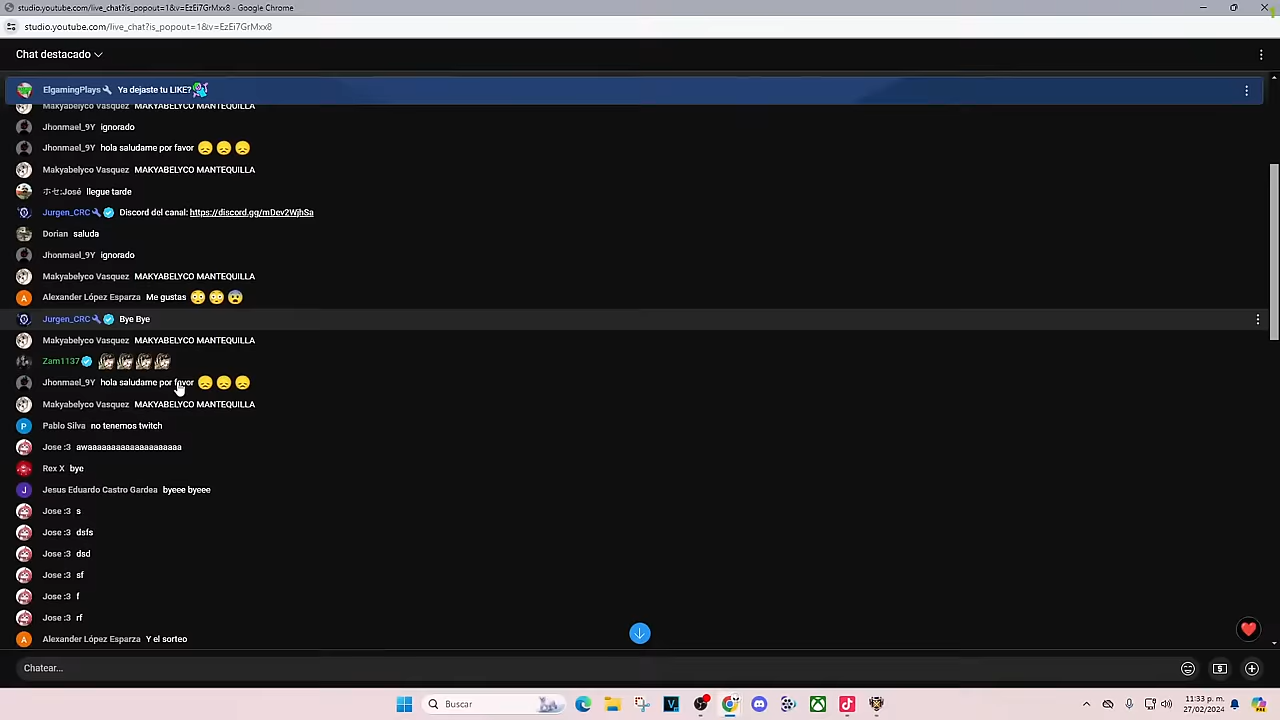 studio.youtube.com/live_chat?is_popout=1&v=EzEi7GrMxx8 - Google Chrome
studio.youtube.com/live_chat?is_popout=1&v=EzEi7GrMxx8
Chat destacado
ElgamingPlays Ya dejaste tu LIKE?
Makyabelyco Vasquez MAKYABELYCO MANTEQUILLA
Jhonmael_9Y ignorado
Jhonmael_9Y hola saludame por favor 😞 😞 😞
Makyabelyco Vasquez MAKYABELYCO MANTEQUILLA
ホセ:José llegue tarde
Jurgen_CRC Discord del canal: https://discord.gg/mDev2WjhSa
Dorian saluda
Jhonmael_9Y ignorado
Makyabelyco Vasquez MAKYABELYCO MANTEQUILLA
A Alexander López Esparza Me gustas 😳 😳 😨
Jurgen_CRC Bye Bye
Makyabelyco Vasquez MAKYABELYCO MANTEQUILLA
Zam1137
Jhonmael_9Y hola saludame por favor 😞 😞 😞
Makyabelyco Vasquez MAKYABELYCO MANTEQUILLA
P Pablo Silva no tenemos twitch
Jose :3 awaaaaaaaaaaaaaaaaaaaa
Rex X bye
J Jesus Eduardo Castro Gardea byeee byeee
Jose :3 s
Jose :3 dsfs
Jose :3 dsd
Jose :3 sf
Jose :3 f
Jose :3 rf
A Alexander López Esparza Y el sorteo
Chatear...
Buscar
11:33 p. m.
27/02/2024